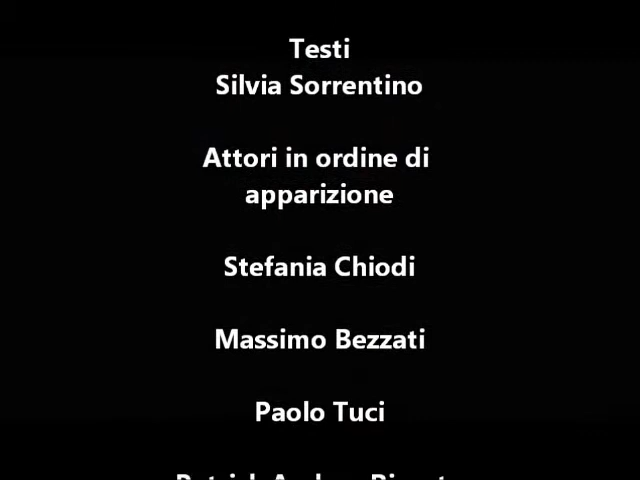 Testi
Silvia Sorrentino
Attori in ordine di
apparizione
Stefania Chiodi
Massimo Bezzati
Paolo Tuci